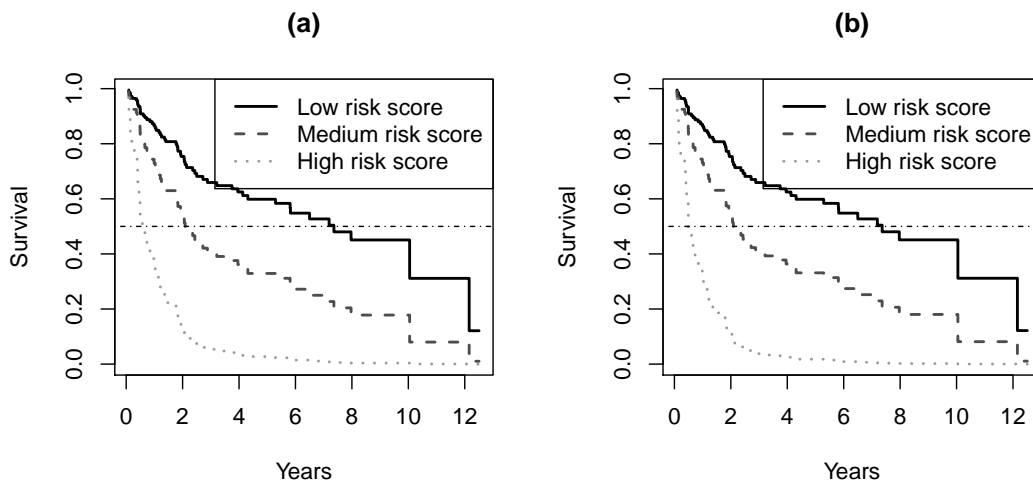 (a)
Survival
1.0
0.8
0.6
0.4
0.2
0.0
Low risk score
Medium risk score
High risk score
0 2 4 6 8 10 12
Years
(b)
Survival
1.0
0.8
0.6
0.4
0.2
0.0
Low risk score
Medium risk score
High risk score
0 2 4 6 8 10 12
Years